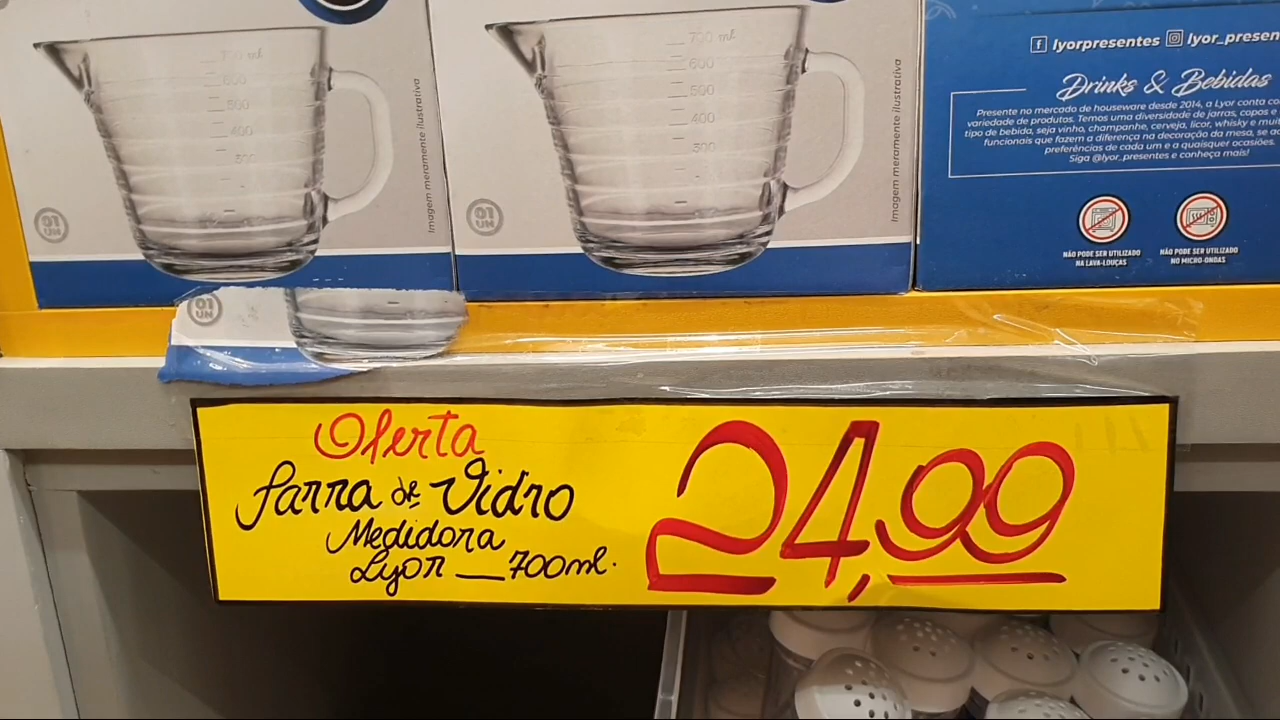 700 ml
600
500
400
300
Imagem meramente ilustrativa
01
UN
700 ml
600
500
400
300
Imagem meramente ilustrativa
01
UN
lyorpresentes lyor_presen
Drinks & Bebidas
Presente no mercado de houseware desde 2014, a Lyor conta co
variedade de produtos. Temos uma diversidade de jarras, copos e
tipo de bebida, seja vinho, champanhe, cerveja, licor, whisky e mui
funcionais que fazem a diferença na decoração da mesa, se a
preferências de cada um e a quaisquer ocasiões.
Siga @lyor_presentes e conheça mais!
NÃO PODE SER UTILIZADO
NA LAVA-LOUÇAS
NÃO PODE SER UTILIZADO
NO MICRO-ONDAS
01
UN
Oferta
Jarra de Vidro
Medidora
Lyor 700ml.
24,99